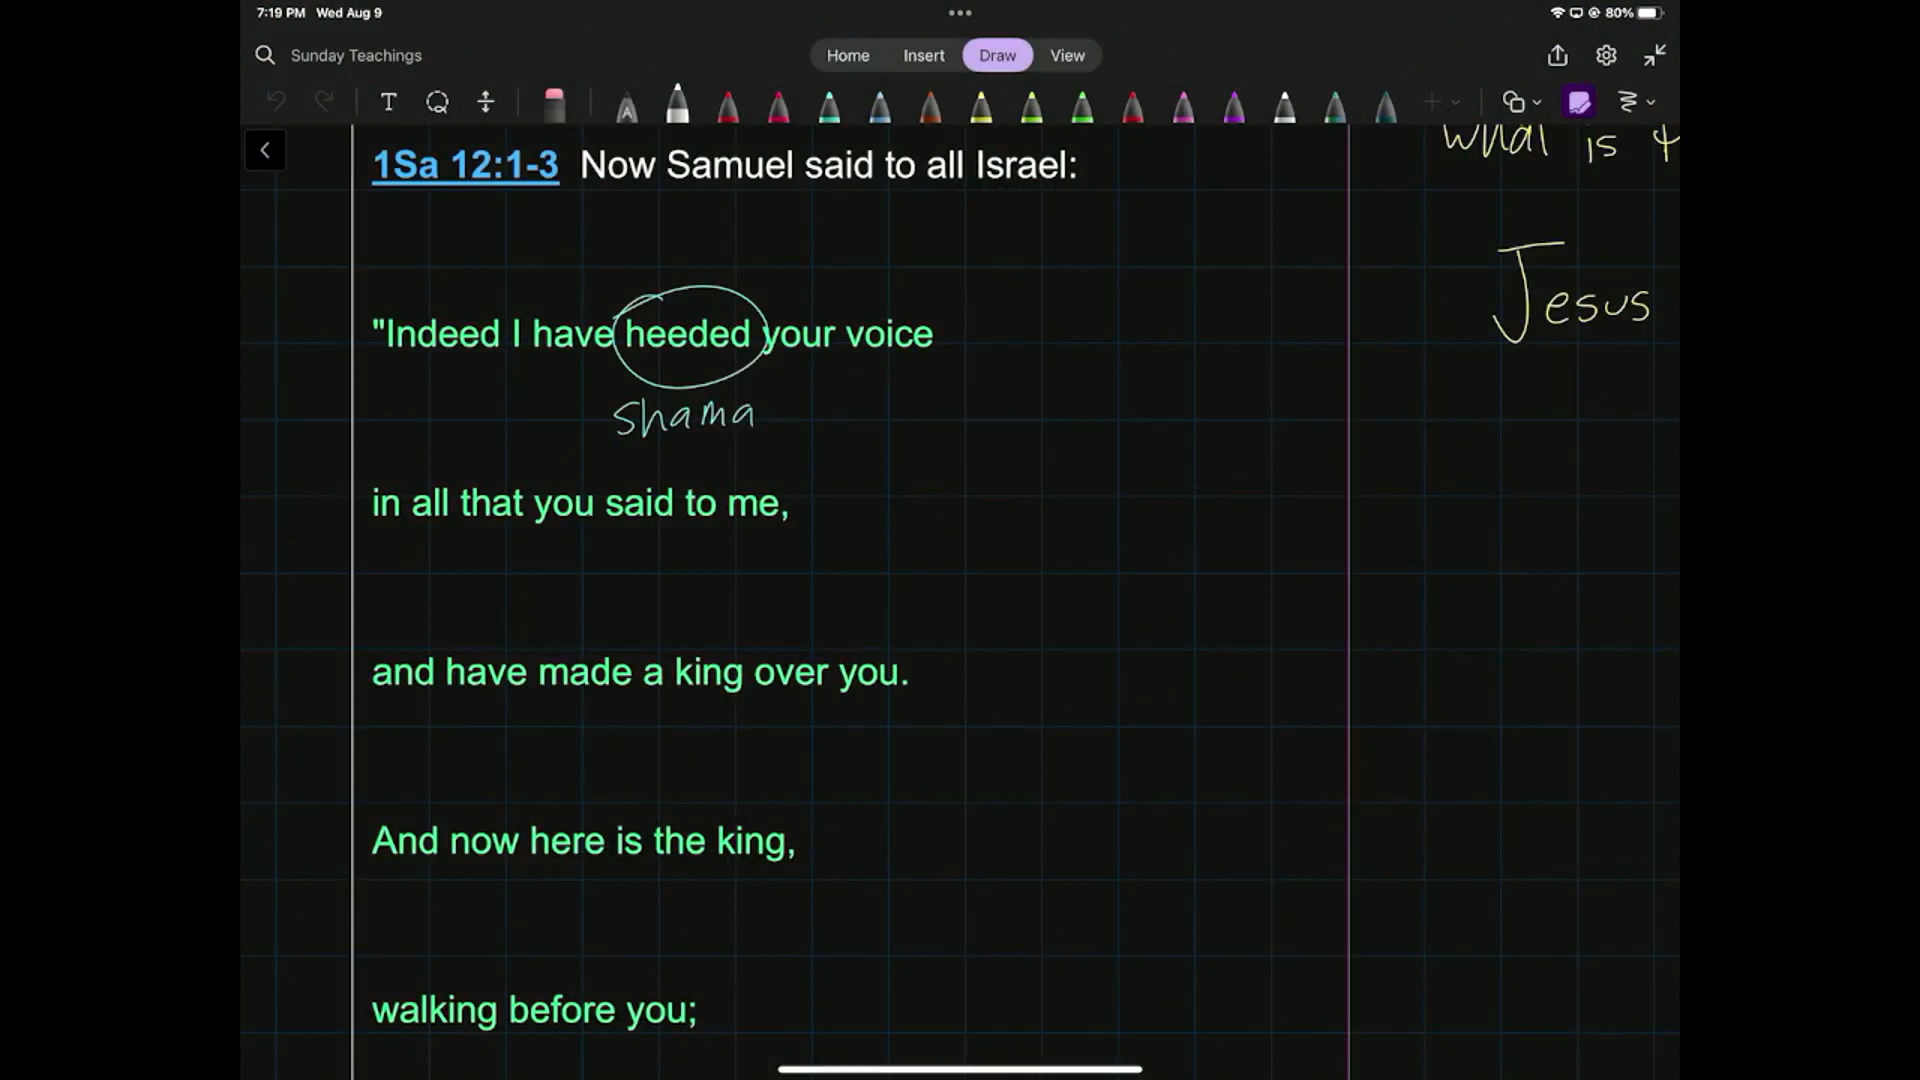 7:19 PM Wed Aug 9
80%
Sunday Teachings
Home Insert Draw View
T
A
What is
1Sa 12:1-3 Now Samuel said to all Israel:
Jesus
"Indeed I have heeded your voice
shama
in all that you said to me,
and have made a king over you.
And now here is the king,
walking before you;